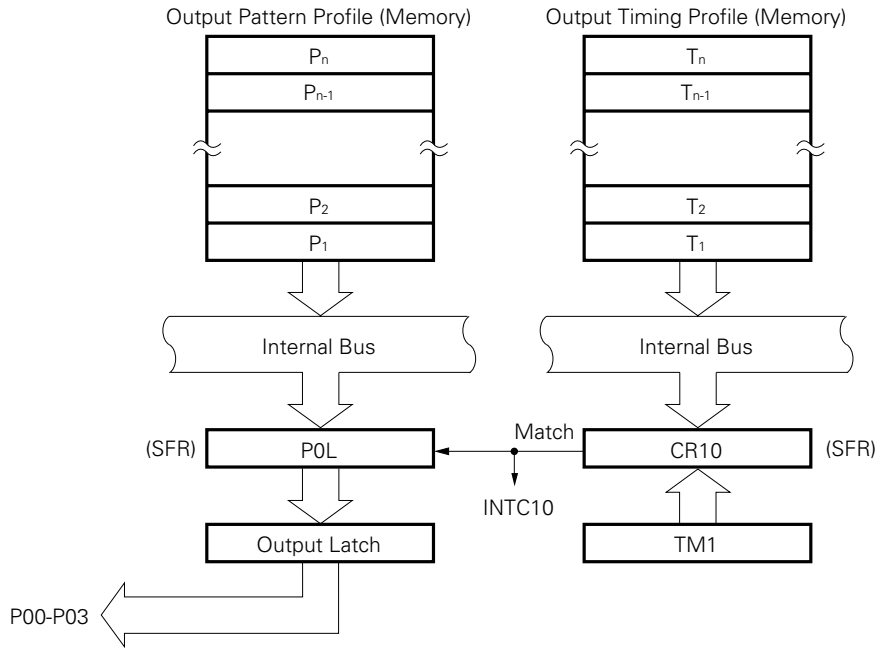 Output Pattern Profile (Memory)
Output Timing Profile (Memory)
Pn
Tn
Pn-1
Tn-1
P2
T2
P1
T1
Internal Bus
Internal Bus
(SFR)
P0L
Match
CR10
(SFR)
INTC10
Output Latch
TM1
P00-P03